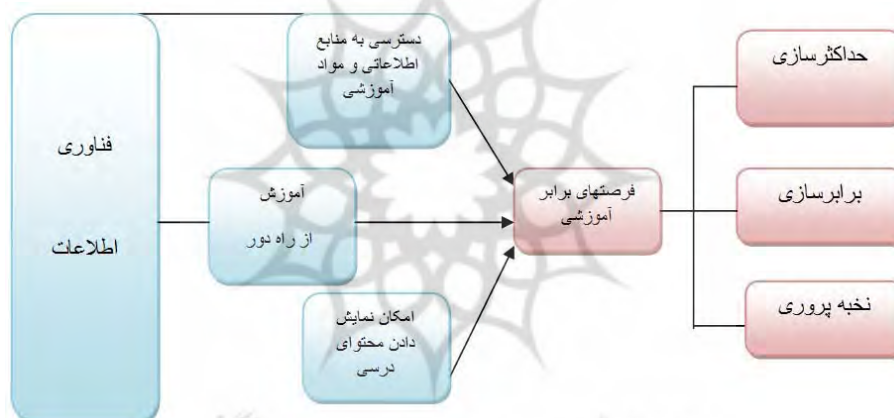 فناوری
اطلاعات
دسترسی به منابع
اطلاعاتی و مواد
آموزشی
آموزش
از راه دور
امکان نمایش
دادن محتوای
درسی
فرصتهای برابر
آموزشی
حداکثرسازی
برابرسازی
نخبه پروری